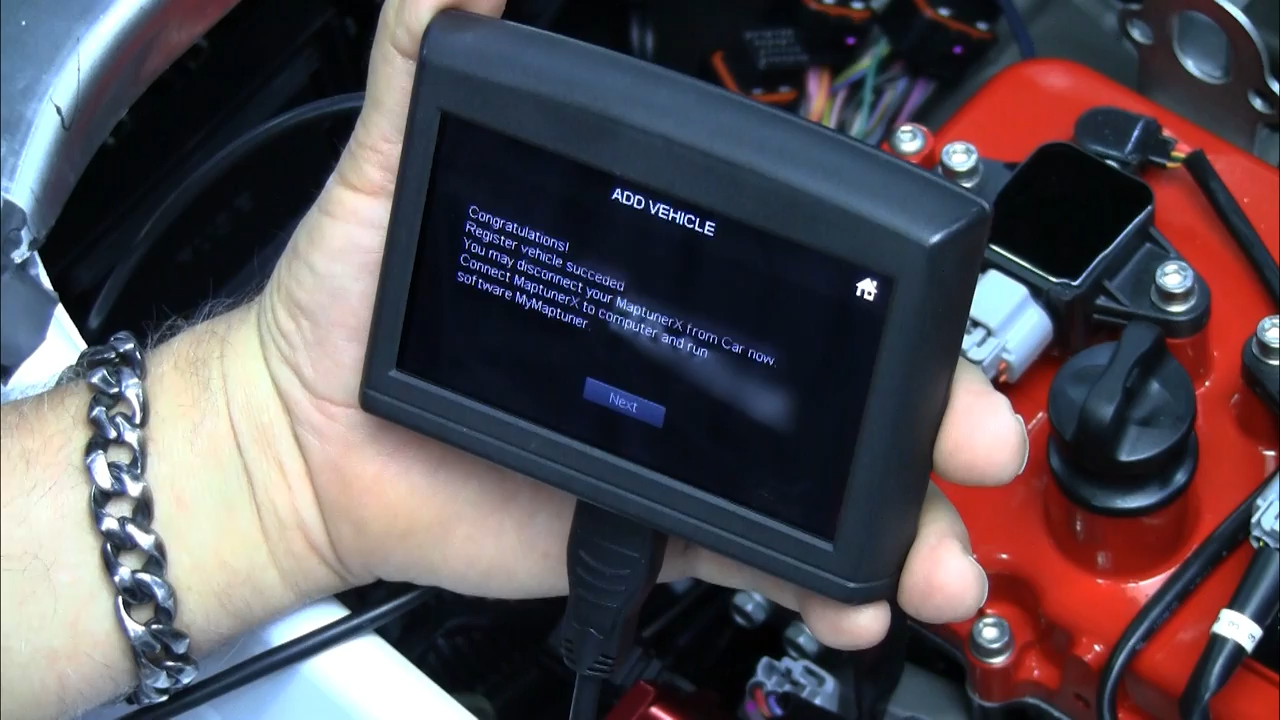 ADD VEHICLE
Congratulations!
Register vehicle succeded
You may disconnect your MaptunerX from Car now.
Connect MaptunerX to computer and run
software MyMaptuner.
Next